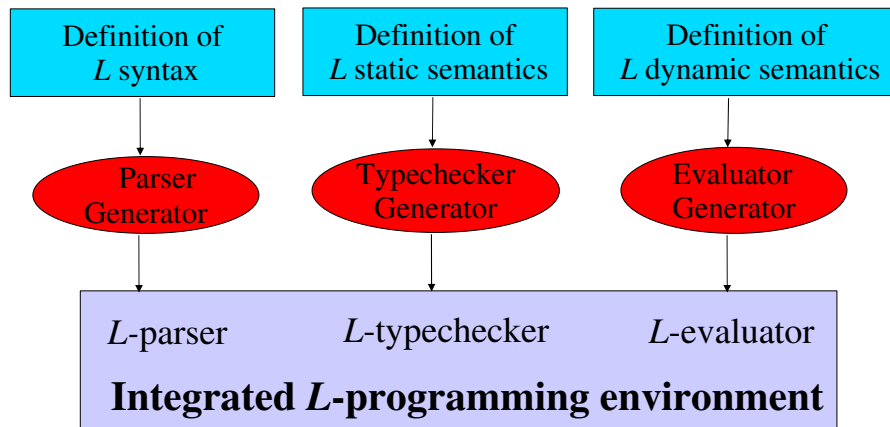 Definition of
L syntax
Definition of
L static semantics
Definition of
L dynamic semantics
Parser
Generator
Typechecker
Generator
Evaluator
Generator
L-parser
L-typechecker
L-evaluator
Integrated L-programming environment